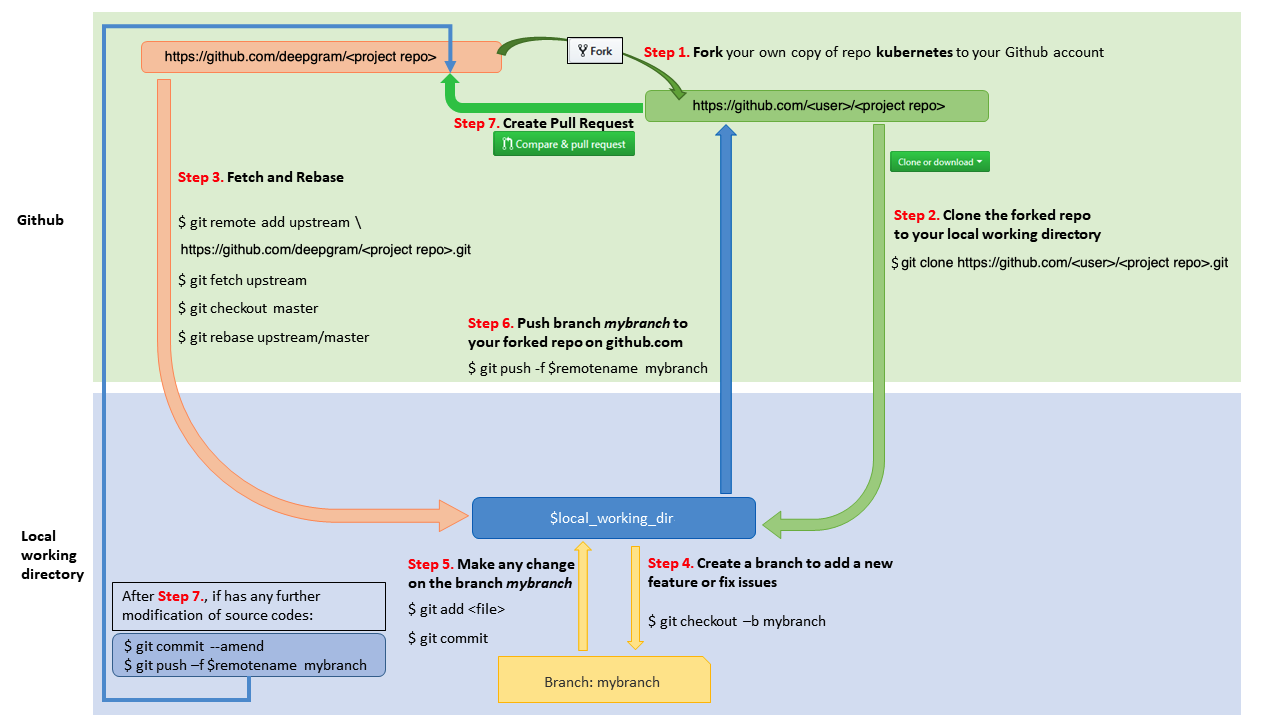 https://github.com/deepgram/<project repo>
Fork
Step 1. Fork your own copy of repo kubernetes to your Github account
https://github.com/<user>/<project repo>
Step 7. Create Pull Request
Compare & pull request
Clone or download
Step 3. Fetch and Rebase
$ git remote add upstream \
https://github.com/deepgram/<project repo>.git
$ git fetch upstream
$ git checkout master
$ git rebase upstream/master
Github
Step 2. Clone the forked repo
to your local working directory
$ git clone https://github.com/<user>/<project repo>.git
Step 6. Push branch mybranch to
your forked repo on github.com
$ git push -f $remotename mybranch
$local_working_dir
Local
working
directory
Step 5. Make any change
on the branch mybranch
$ git add <file>
$ git commit
Step 4. Create a branch to add a new
feature or fix issues
$ git checkout –b mybranch
After Step 7., if has any further
modification of source codes:
$ git commit --amend
$ git push –f $remotename mybranch
Branch: mybranch